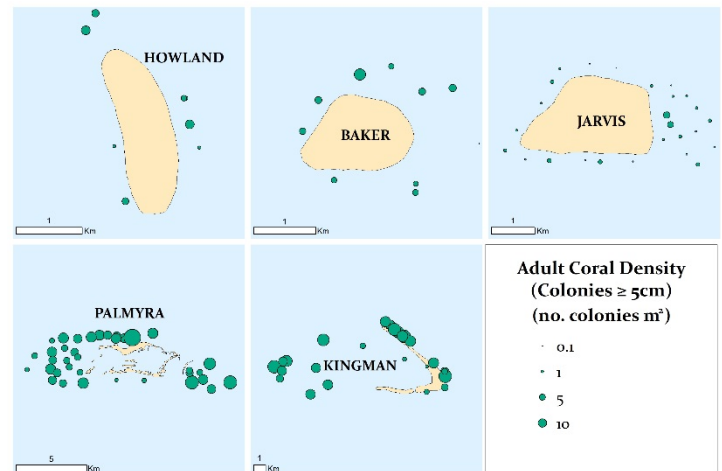 HOWLAND
1
Km
BAKER
1
Km
JARVIS
1
Km
PALMYRA
5
Km
KINGMAN
1
Km
Adult Coral Density
(Colonies ≥ 5cm)
(no. colonies m²)
0.1
1
5
10